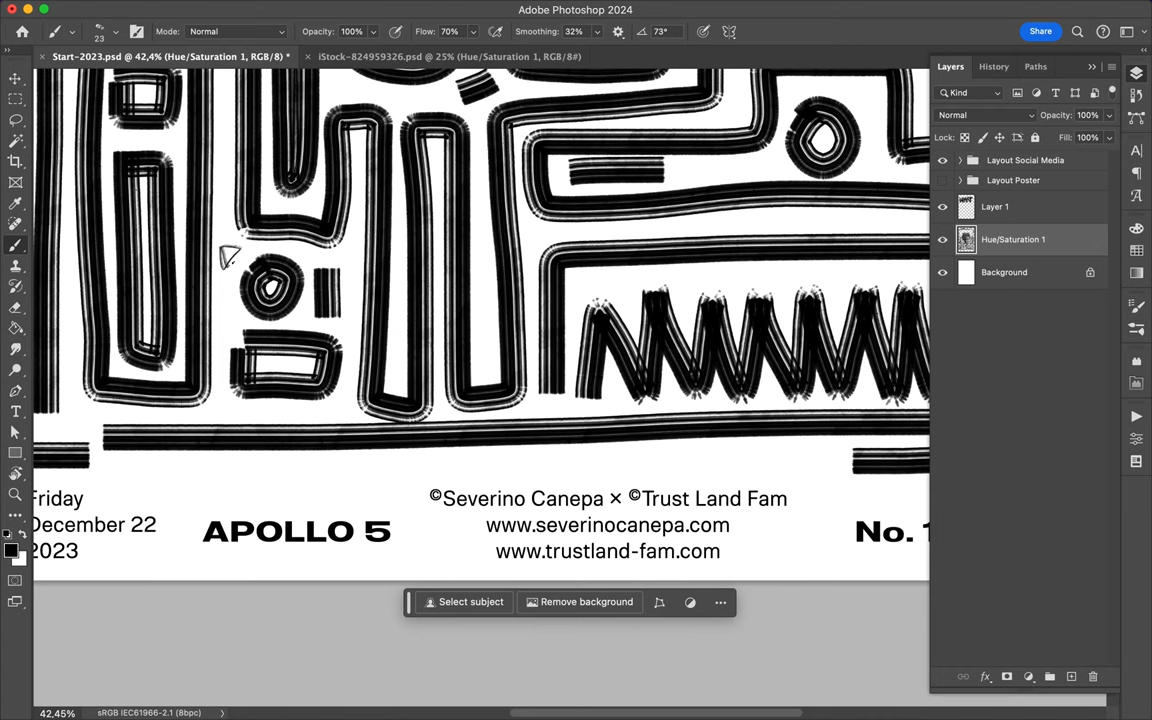 Adobe Photoshop 2024
23
Mode: Normal
Opacity: 100%
Flow: 70%
Smoothing: 32%
73°
Share
Start-2023.psd @ 42,4% (Hue/Saturation 1, RGB/8) *
iStock-824959326.psd @ 25% (Hue/Saturation 1, RGB/8#)
Layers
History
Paths
Kind
Normal
Opacity: 100%
Lock:
Fill: 100%
Layout Social Media
Layout Poster
Layer 1
Hue/Saturation 1
Background
Friday
December 22
2023
APOLLO 5
©Severino Canepa × ©Trust Land Fam
www.severinocanepa.com
www.trustland-fam.com
No. 1
Select subject
Remove background
42,45%
sRGB IEC61966-2.1 (8bpc)